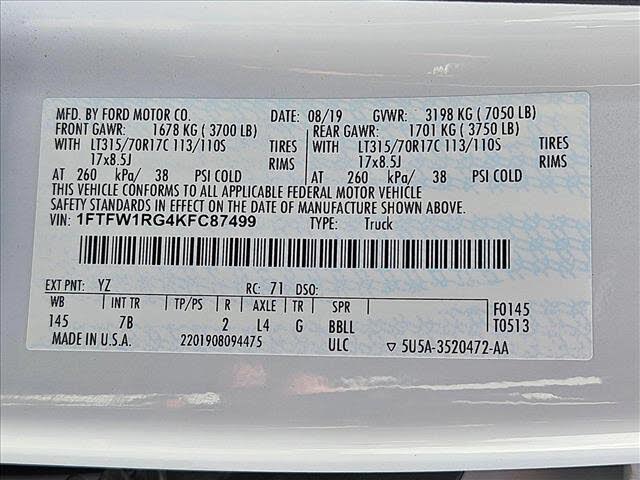 MFD. BY FORD MOTOR CO. DATE: 08/19 GVWR: 3198 KG ( 7050 LB)
FRONT GAWR: 1678 KG ( 3700 LB) REAR GAWR: 1701 KG ( 3750 LB)
WITH LT315/70R17C 113/110S TIRES WITH LT315/70R17C 113/110S TIRES
17x8.5J RIMS 17x8.5J RIMS
AT 260 kPa/ 38 PSI COLD AT 260 kPa/ 38 PSI COLD
THIS VEHICLE CONFORMS TO ALL APPLICABLE FEDERAL MOTOR VEHICLE
SAFETY STANDARDS IN EFFECT ON THE DATE OF MANUFACTURE SHOWN ABOVE.
VIN: 1FTFW1RG4KFC87499 TYPE: Truck
EXT PNT: YZ RC: 71 DSO:
WB INT TR TP/PS R AXLE TR SPR F0145
145 7B 2 L4 G BBLL T0513
MADE IN U.S.A. 2201908094475 ULC ▽ 5U5A-3520472-AA